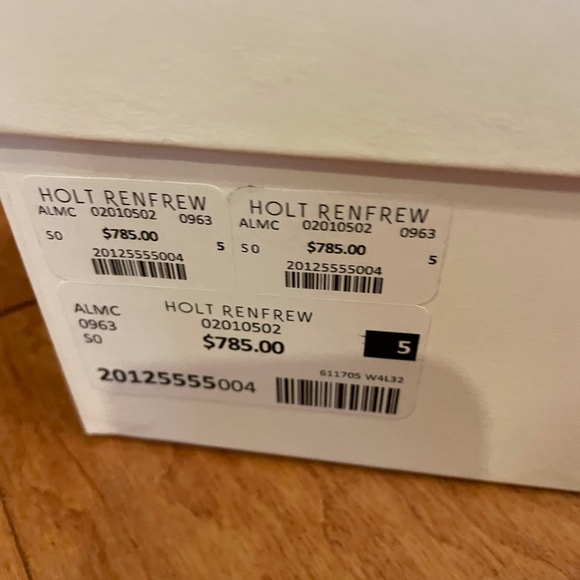 HOLT RENFREW
ALMC 02010502 0963
S0 $785.00 5
20125555004
HOLT RENFREW
ALMC 02010502 0963
S0 $785.00 5
20125555004
ALMC HOLT RENFREW
0963 02010502
S0 $785.00 5
20125555004 611705 W4L32